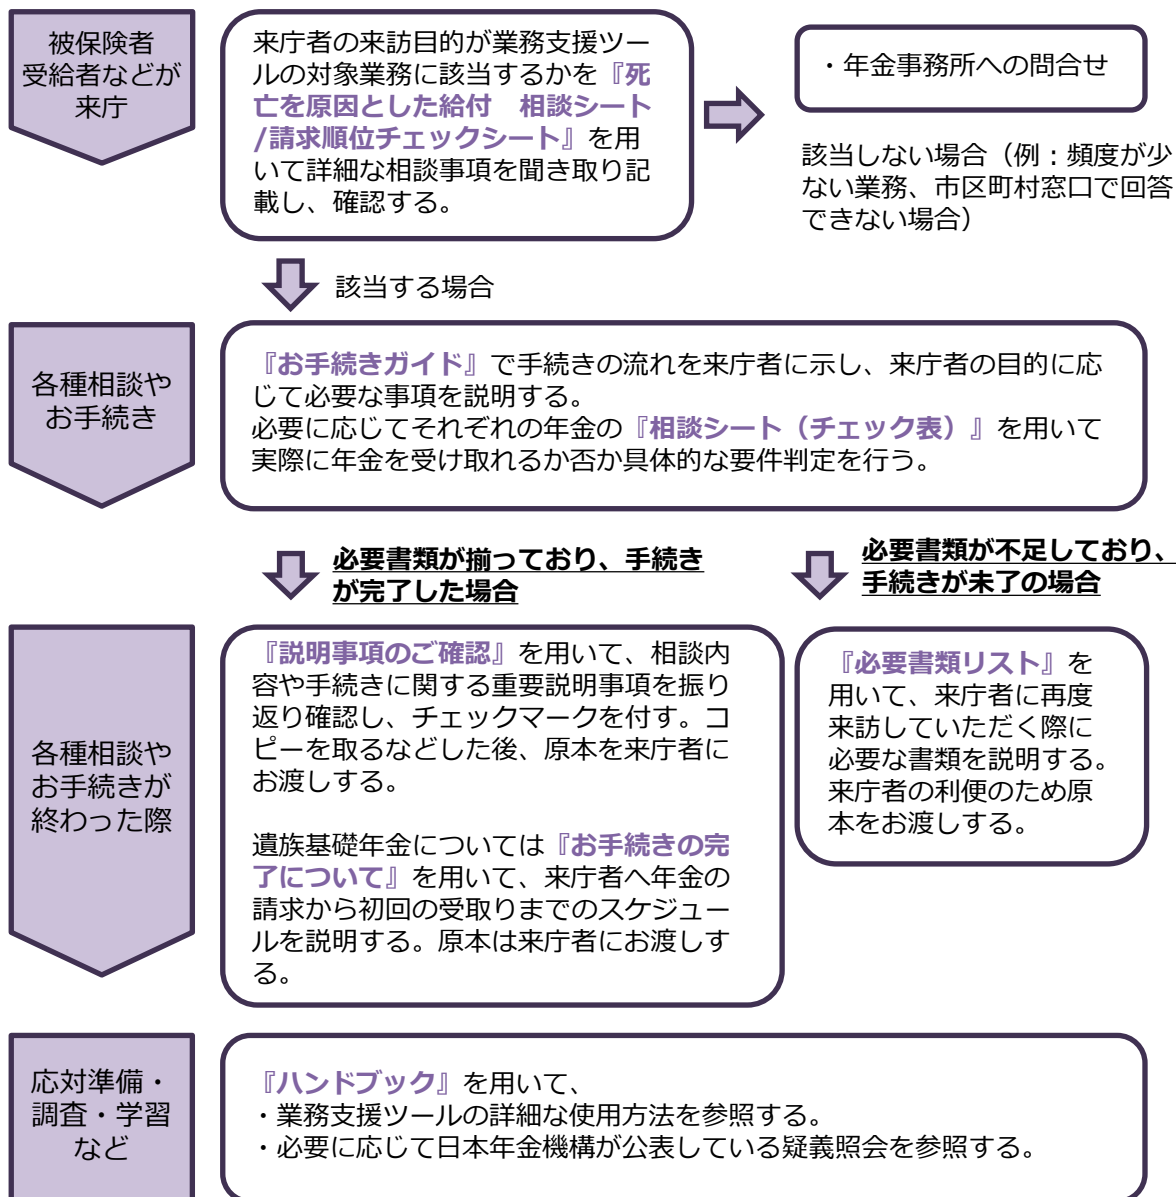 被保険者
受給者などが
来庁
来庁者の来訪目的が業務支援ツー
ルの対象業務に該当するかを『死
亡を原因とした給付　相談シート
/請求順位チェックシート』を用
いて詳細な相談事項を聞き取り記
載し、確認する。
・年金事務所への問合せ
該当しない場合（例：頻度が少
ない業務、市区町村窓口で回答
できない場合）
該当する場合
各種相談や
お手続き
『お手続きガイド』で手続きの流れを来庁者に示し、来庁者の目的に応
じて必要な事項を説明する。
必要に応じてそれぞれの年金の『相談シート（チェック表）』を用いて
実際に年金を受け取れるか否か具体的な要件判定を行う。
必要書類が揃っており、手続き
が完了した場合
必要書類が不足しており、
手続きが未了の場合
各種相談や
お手続きが
終わった際
『説明事項のご確認』を用いて、相談内
容や手続きに関する重要説明事項を振り
返り確認し、チェックマークを付す。コ
ピーを取るなどした後、原本を来庁者に
お渡しする。
遺族基礎年金については『お手続きの完
了について』を用いて、来庁者へ年金の
請求から初回の受取りまでのスケジュー
ルを説明する。原本は来庁者にお渡しす
る。
『必要書類リスト』を
用いて、来庁者に再度
来訪していただく際に
必要な書類を説明する。
来庁者の利便のため原
本をお渡しする。
応対準備・
調査・学習
など
『ハンドブック』を用いて、
・業務支援ツールの詳細な使用方法を参照する。
・必要に応じて日本年金機構が公表している疑義照会を参照する。